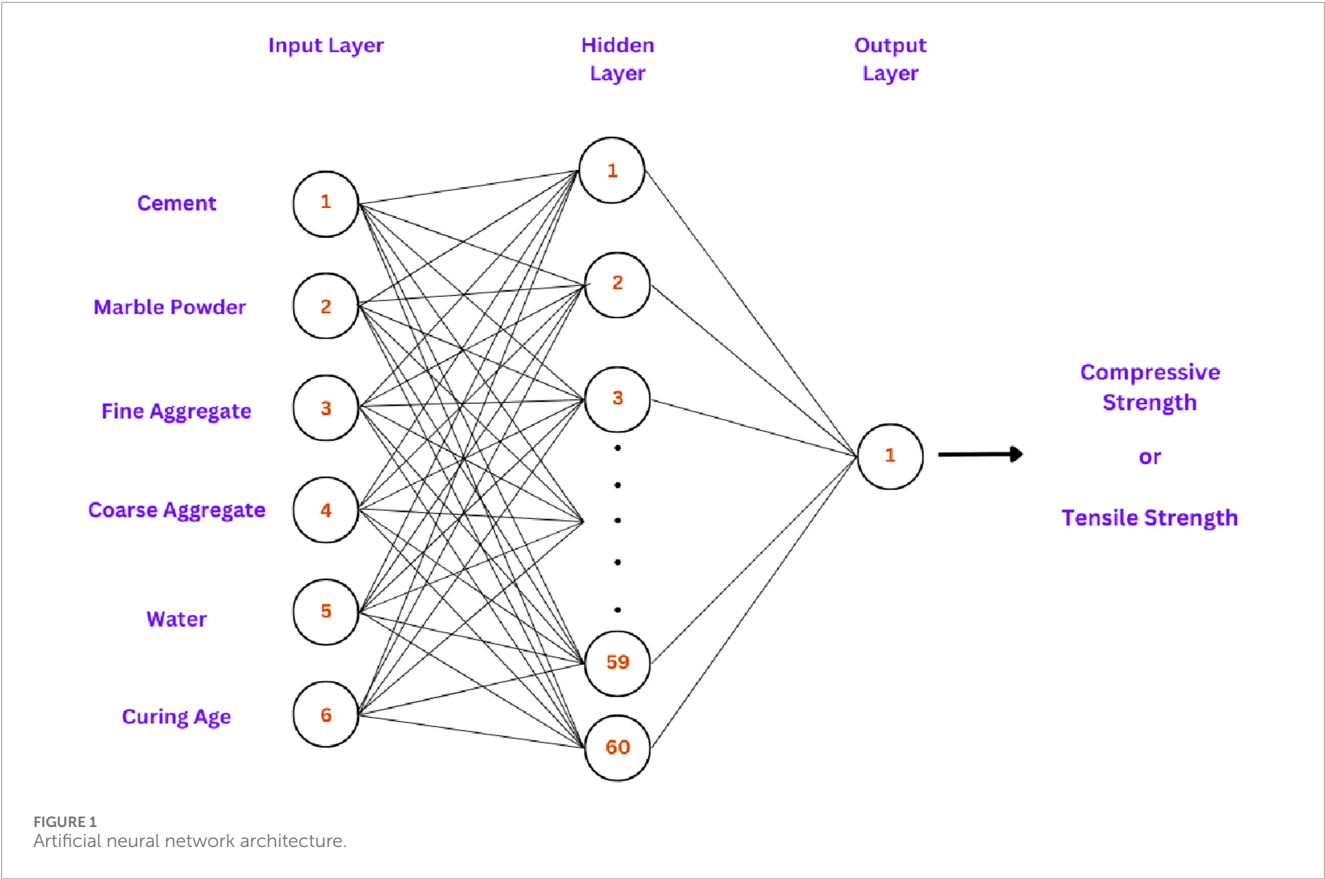 Input Layer
Hidden
Layer
Output
Layer
Cement
Marble Powder
Fine Aggregate
Coarse Aggregate
Water
Curing Age
1
2
3
4
5
6
1
2
3
59
60
1
Compressive
Strength
or
Tensile Strength
FIGURE 1
Artificial neural network architecture.